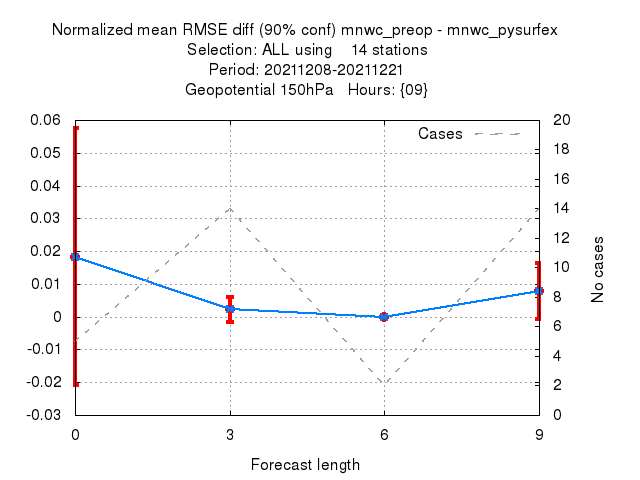 Normalized mean RMSE diff (90% conf) mnwc_preop - mnwc_pysurfex
Selection: ALL using    14 stations
Period: 20211208-20211221
Geopotential 150hPa   Hours: {09}
Cases
0.06
0.05
0.04
0.03
0.02
0.01
0
-0.01
-0.02
-0.03
20
18
16
14
12
10
8
6
4
2
0
No cases
0 3 6 9
Forecast length